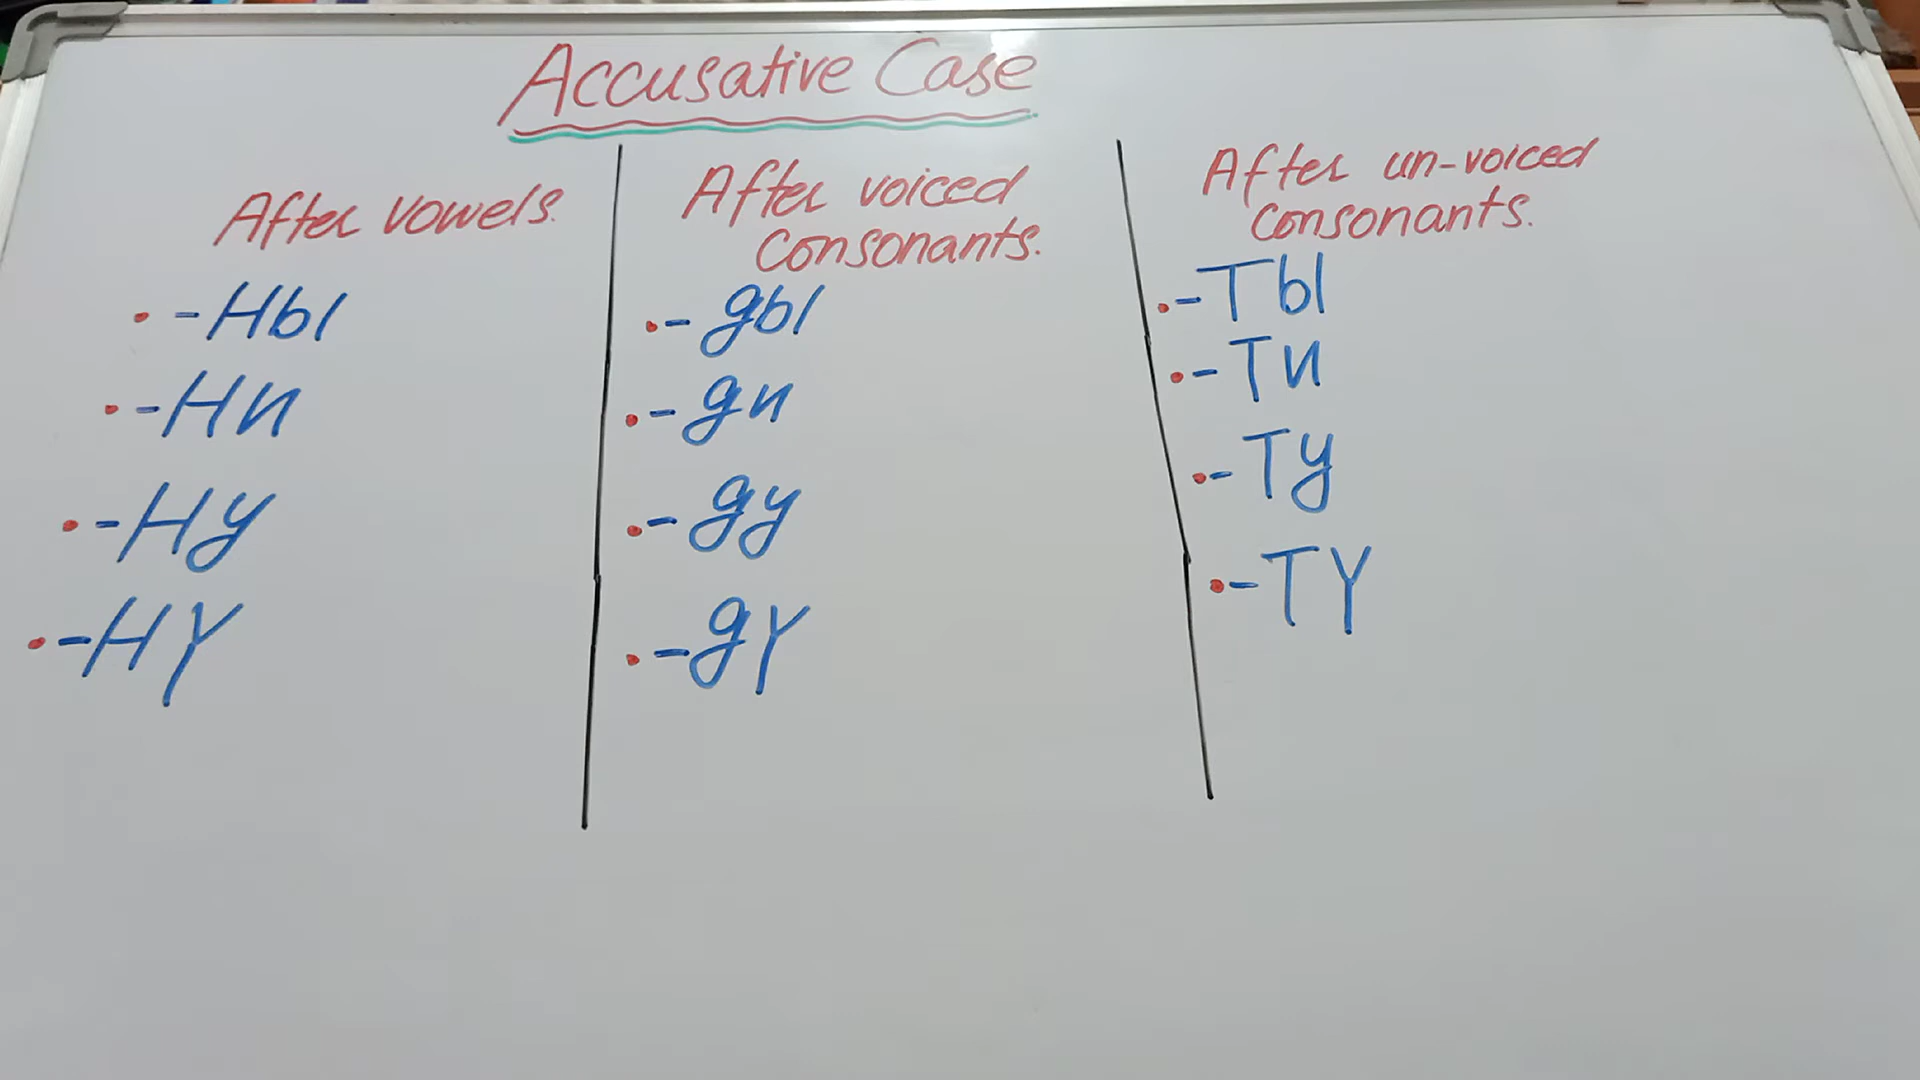 Accusative Case
After vowels.
-ны
-ни
-ну
-нү
After voiced
consonants.
-ды
-ди
-ду
-дү
After un-voiced
consonants.
-ты
-ти
-ту
-тү